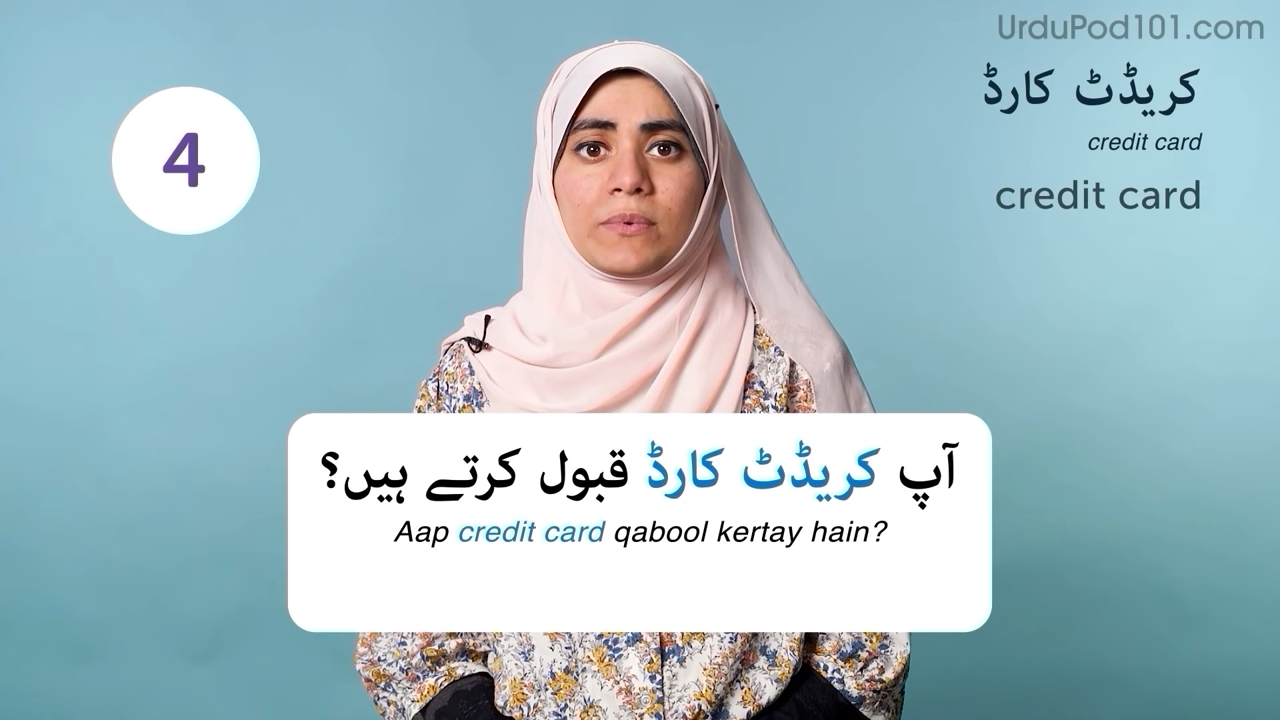 UrduPod101.com
کریڈٹ کارڈ
credit card
credit card
4
آپ کریڈٹ کارڈ قبول کرتے ہیں؟
Aap credit card qabool kertay hain?